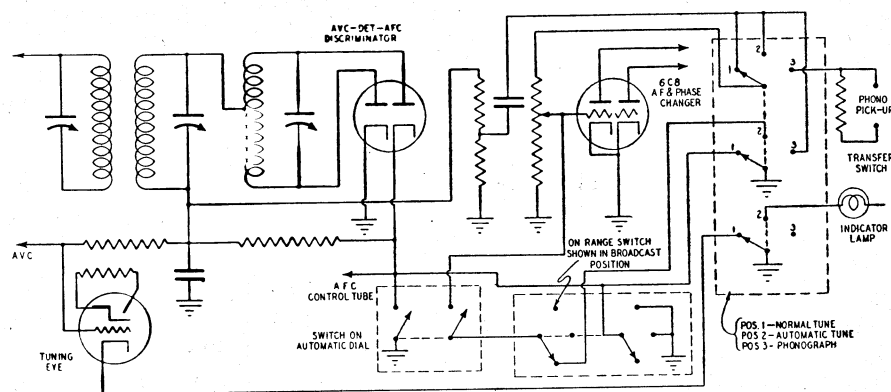 AVC-DET-AFC
DISCRIMINATOR
6C8
A F & PHASE
CHANGER
2
1
3
PHONO
PICK-UP
TRANSFER
SWITCH
2
1
3
2
1
3
INDICATOR
LAMP
AVC
ON RANGE SWITCH
SHOWN IN BROADCAST
POSITION
A F C
CONTROL TUBE
SWITCH ON
AUTOMATIC DIAL
TUNING
EYE
POS. 1-NORMAL TUNE
POS 2-AUTOMATIC TUNE
POS 3-PHONOGRAPH